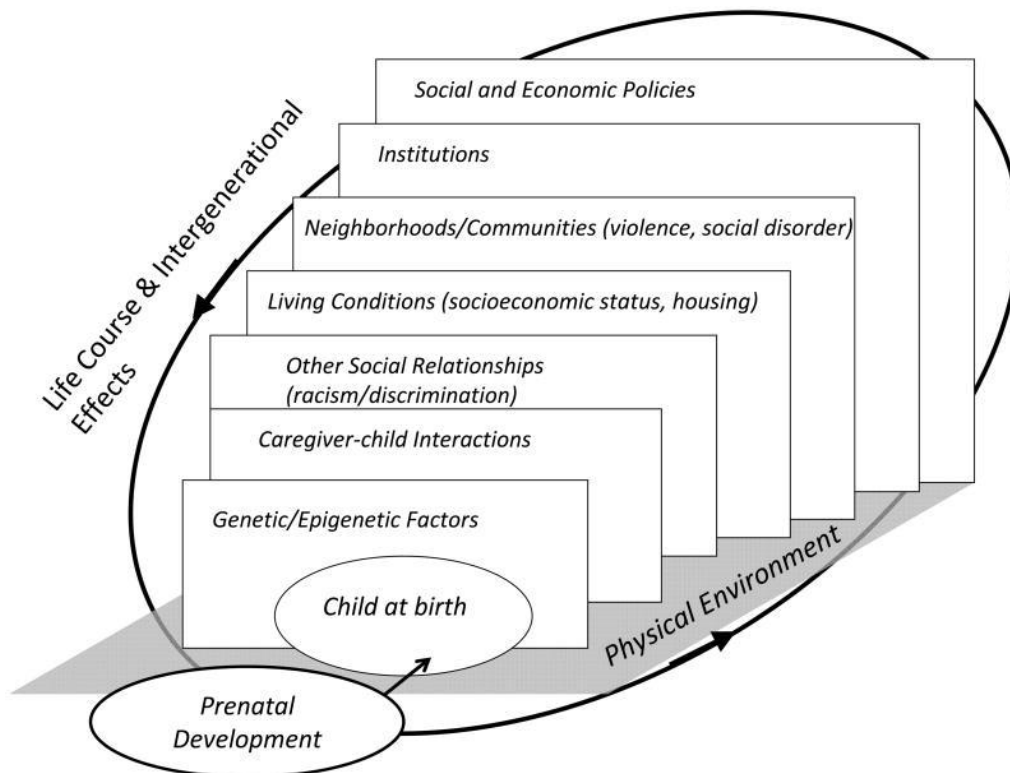 Social and Economic Policies
Institutions
Neighborhoods/Communities (violence, social disorder)
Living Conditions (socioeconomic status, housing)
Other Social Relationships
(racism/discrimination)
Caregiver-child Interactions
Genetic/Epigenetic Factors
Child at birth
Prenatal
Development
Life Course & Intergenerational
Effects
Physical Environment